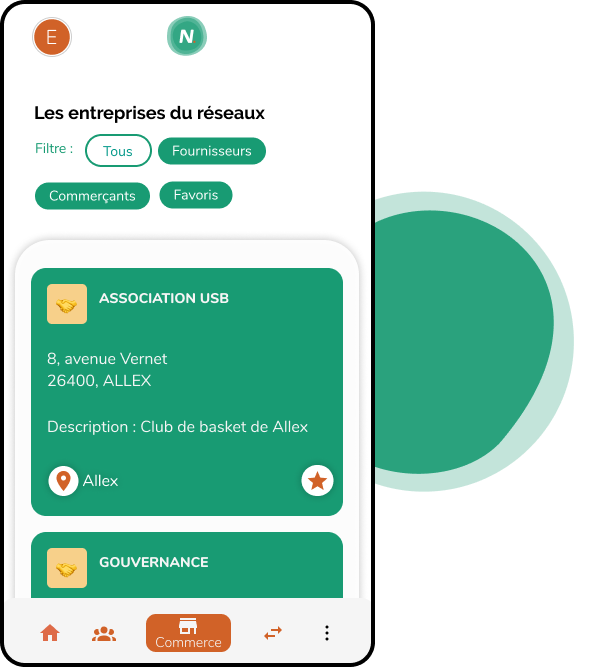 E
N
Les entreprises du réseaux
Filtre : Tous Fournisseurs
Commerçants Favoris
ASSOCIATION USB
8, avenue Vernet
26400, ALLEX
Description : Club de basket de Allex
Allex
GOUVERNANCE
Commerce